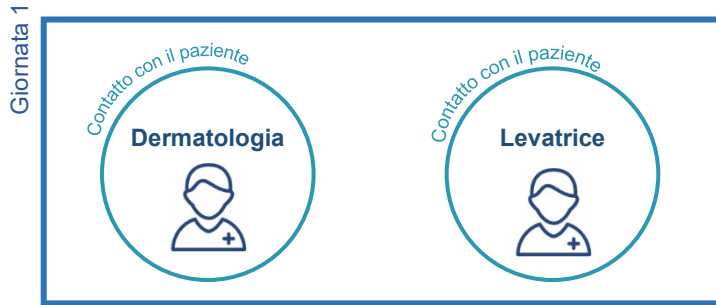 Giornata 1
Contatto con il paziente
Dermatologia
Contatto con il paziente
Levatrice